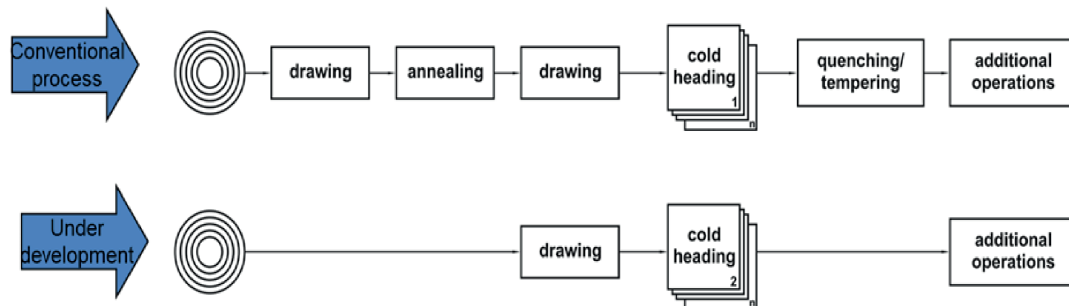 Conventional
process
drawing
annealing
drawing
cold
heading
1
n
quenching/
tempering
additional
operations
Under
development
drawing
cold
heading
2
n
additional
operations